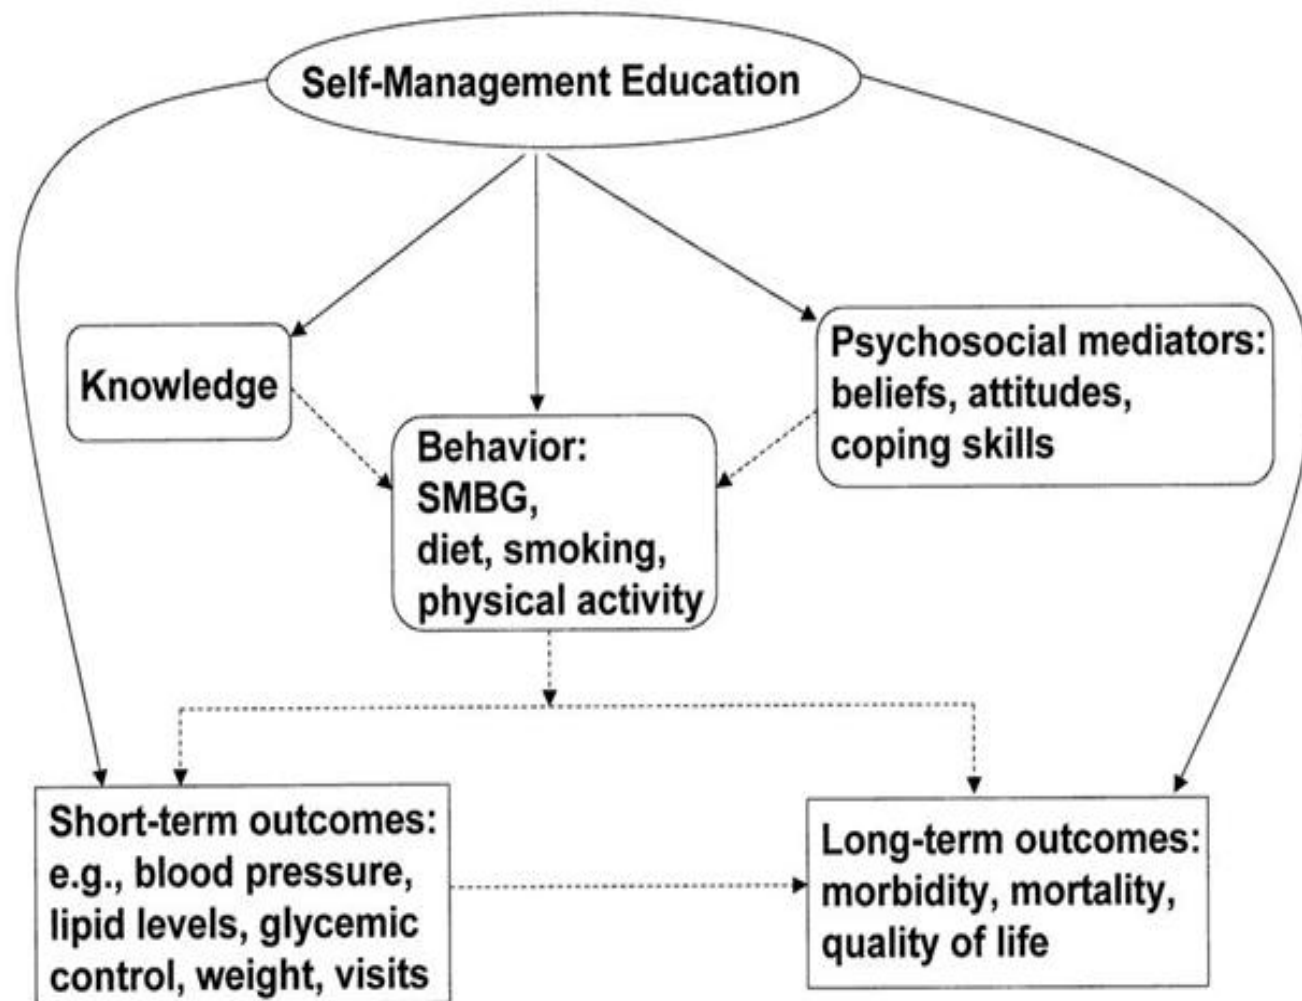 Self-Management Education
Knowledge
Psychosocial mediators:
beliefs, attitudes,
coping skills
Behavior:
SMBG,
diet, smoking,
physical activity
Short-term outcomes:
e.g., blood pressure,
lipid levels, glycemic
control, weight, visits
Long-term outcomes:
morbidity, mortality,
quality of life